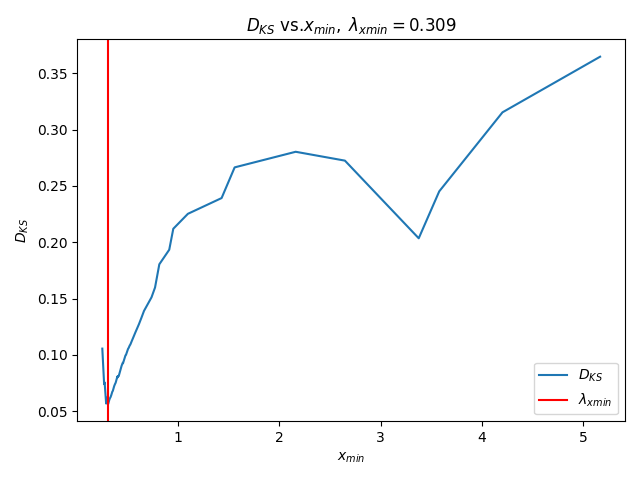 $D_{KS}$ vs.$x_{min}$, $\lambda_{xmin} = 0.309$
0.35
0.30
0.25
0.20
0.15
0.10
0.05
$D_{KS}$
1
2
3
4
5
$x_{min}$
$D_{KS}$
$\lambda_{xmin}$